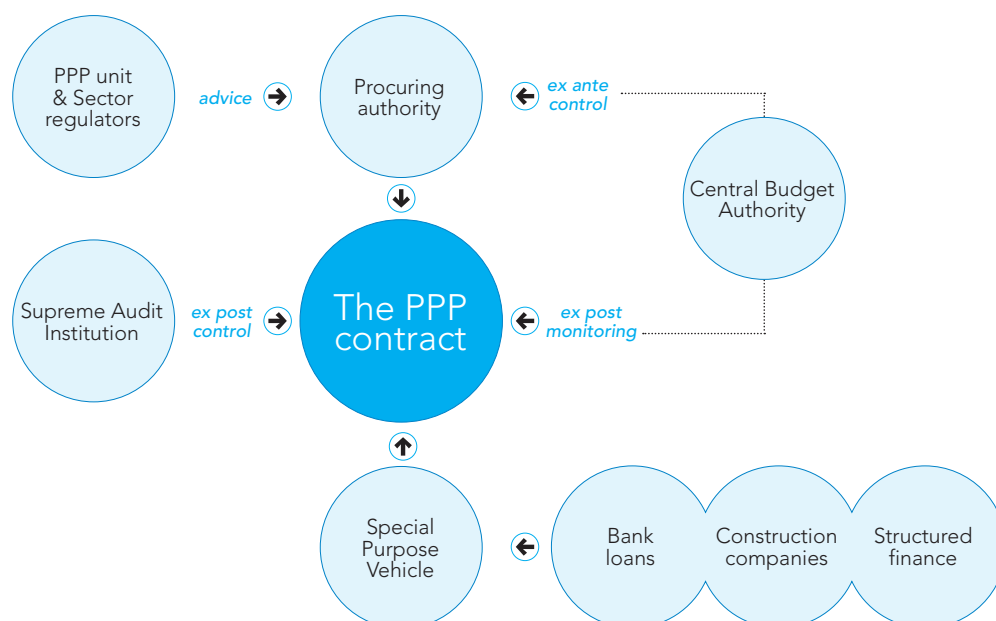 PPP unit
& Sector
regulators
advice
Procuring
authority
ex ante
control
Central Budget
Authority
Supreme Audit
Institution
ex post
control
The PPP
contract
ex post
monitoring
Special
Purpose
Vehicle
Bank
loans
Construction
companies
Structured
finance